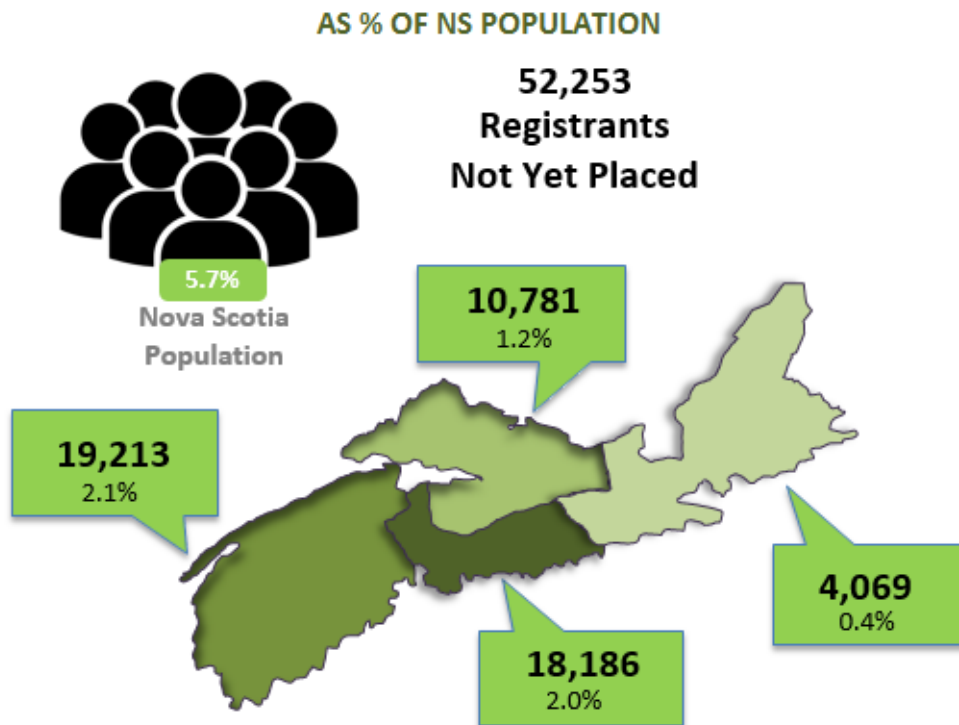 AS % OF NS POPULATION
52,253
Registrants
Not Yet Placed
5.7%
Nova Scotia
Population
10,781
1.2%
19,213
2.1%
4,069
0.4%
18,186
2.0%